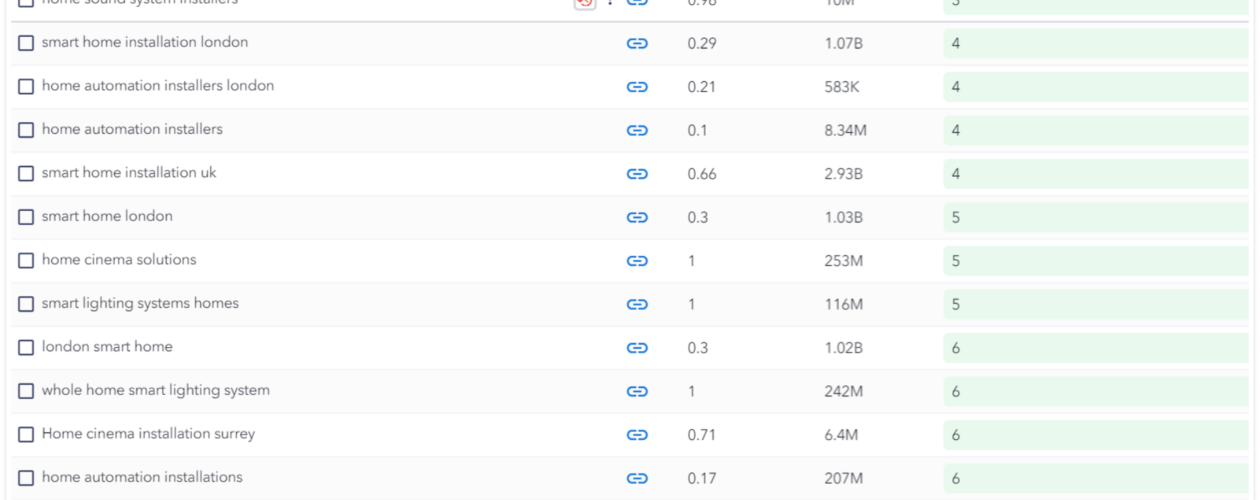 home sound system installers 0.96 10M 3
smart home installation london 0.29 1.07B 4
home automation installers london 0.21 583K 4
home automation installers 0.1 8.34M 4
smart home installation uk 0.66 2.93B 4
smart home london 0.3 1.03B 5
home cinema solutions 1 253M 5
smart lighting systems homes 1 116M 5
london smart home 0.3 1.02B 6
whole home smart lighting system 1 242M 6
Home cinema installation surrey 0.71 6.4M 6
home automation installations 0.17 207M 6